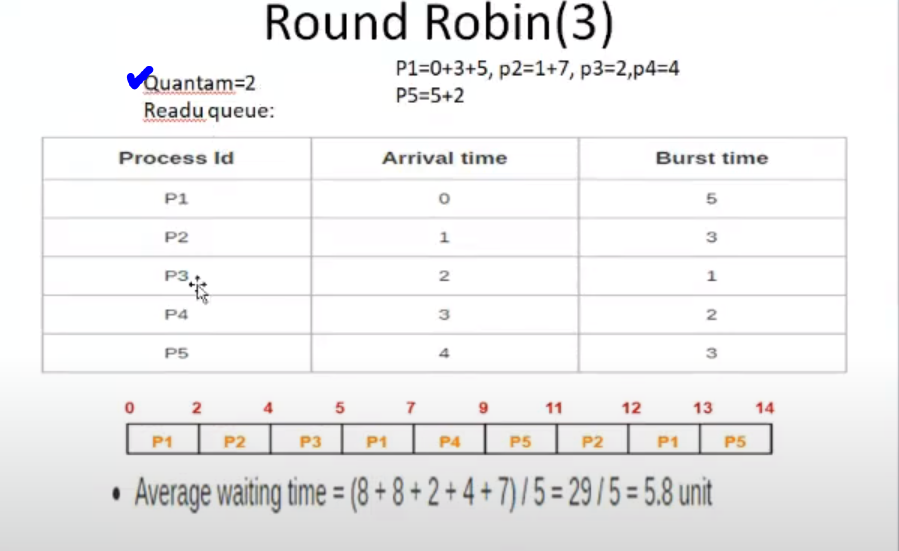 Round Robin(3)
Quantam=2
Readu queue:
P1=0+3+5, p2=1+7, p3=2,p4=4
P5=5+2
Process Id Arrival time Burst time
P1 0 5
P2 1 3
P3 2 1
P4 3 2
P5 4 3
0 2 4 5 7 9 11 12 13 14
P1 P2 P3 P1 P4 P5 P2 P1 P5
• Average waiting time = (8 + 8 + 2 + 4 + 7) / 5 = 29 / 5 = 5.8 unit